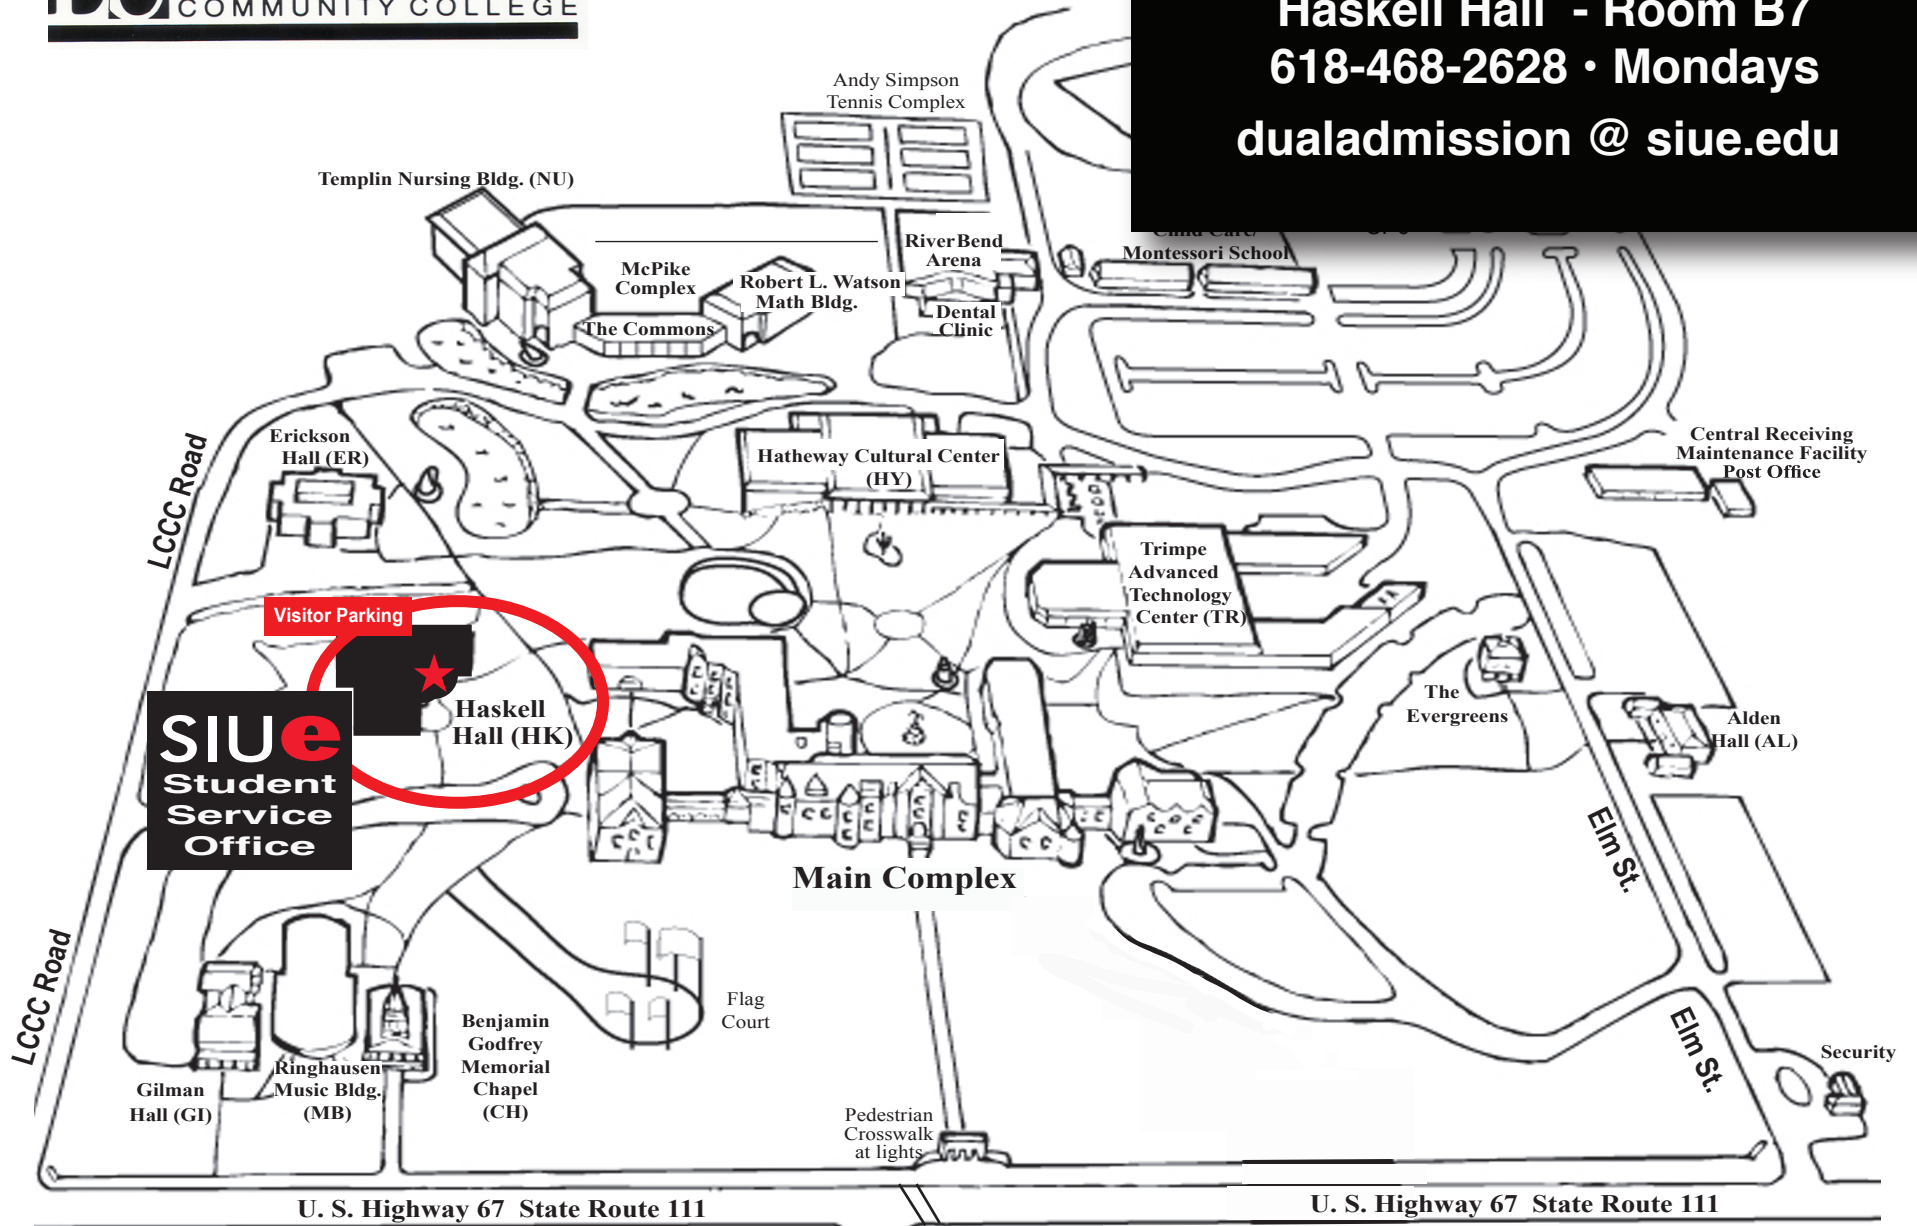 COMMUNITY COLLEGE
Haskell Hall - Room B7
618-468-2628 • Mondays
dualadmission @ siue.edu
Andy Simpson
Tennis Complex
Templin Nursing Bldg. (NU)
McPike
Complex
Robert L. Watson
Math Bldg.
The Commons
RiverBend
Arena
Dental
Clinic
Child Care/
Montessori School
Erickson
Hall (ER)
LCCC Road
Hatheway Cultural Center
(HY)
Central Receiving
Maintenance Facility
Post Office
Trimpe
Advanced
Technology
Center (TR)
Visitor Parking
Haskell
Hall (HK)
SIUe
Student
Service
Office
The
Evergreens
Alden
Hall (AL)
Elm St.
Main Complex
LCCC Road
Flag
Court
Benjamin
Godfrey
Memorial
Chapel
(CH)
Ringhausen
Music Bldg.
(MB)
Gilman
Hall (GI)
Elm St.
Security
Pedestrian
Crosswalk
at lights
U. S. Highway 67 State Route 111
U. S. Highway 67 State Route 111